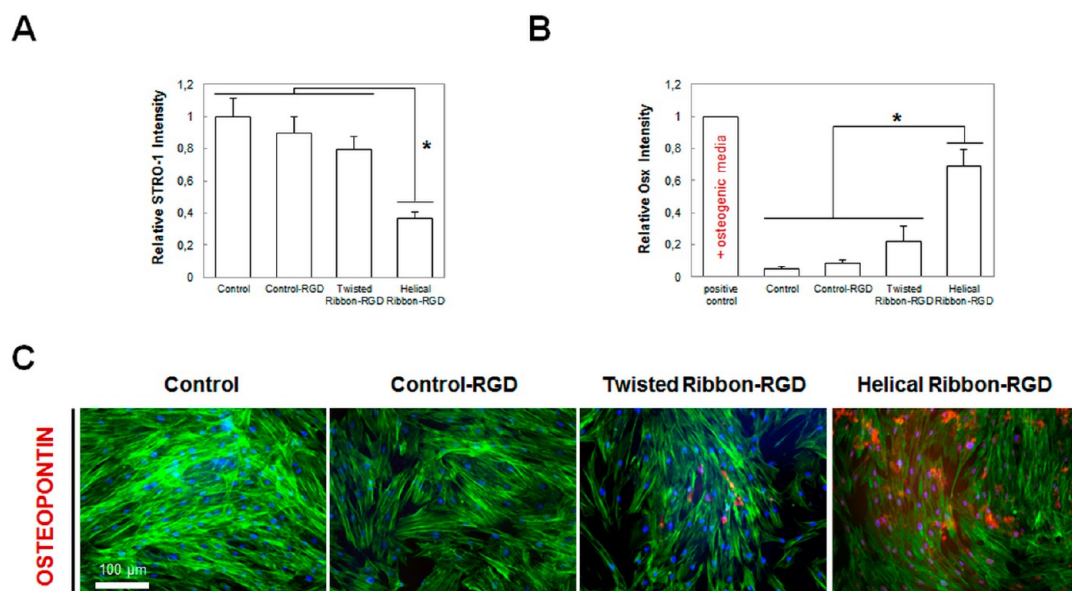 A
B
Relative STRO-1 Intensity
1,2
1
0,8
0,6
0,4
0,2
0
*
Control
Control-RGD
Twisted
Ribbon-RGD
Helical
Ribbon-RGD
Relative Osx Intensity
1,2
1
0,8
0,6
0,4
0,2
0
+ osteogenic media
*
positive
control
Control
Control-RGD
Twisted
Ribbon-RGD
Helical
Ribbon-RGD
C
Control
Control-RGD
Twisted Ribbon-RGD
Helical Ribbon-RGD
OSTEOPONTIN
100 µm